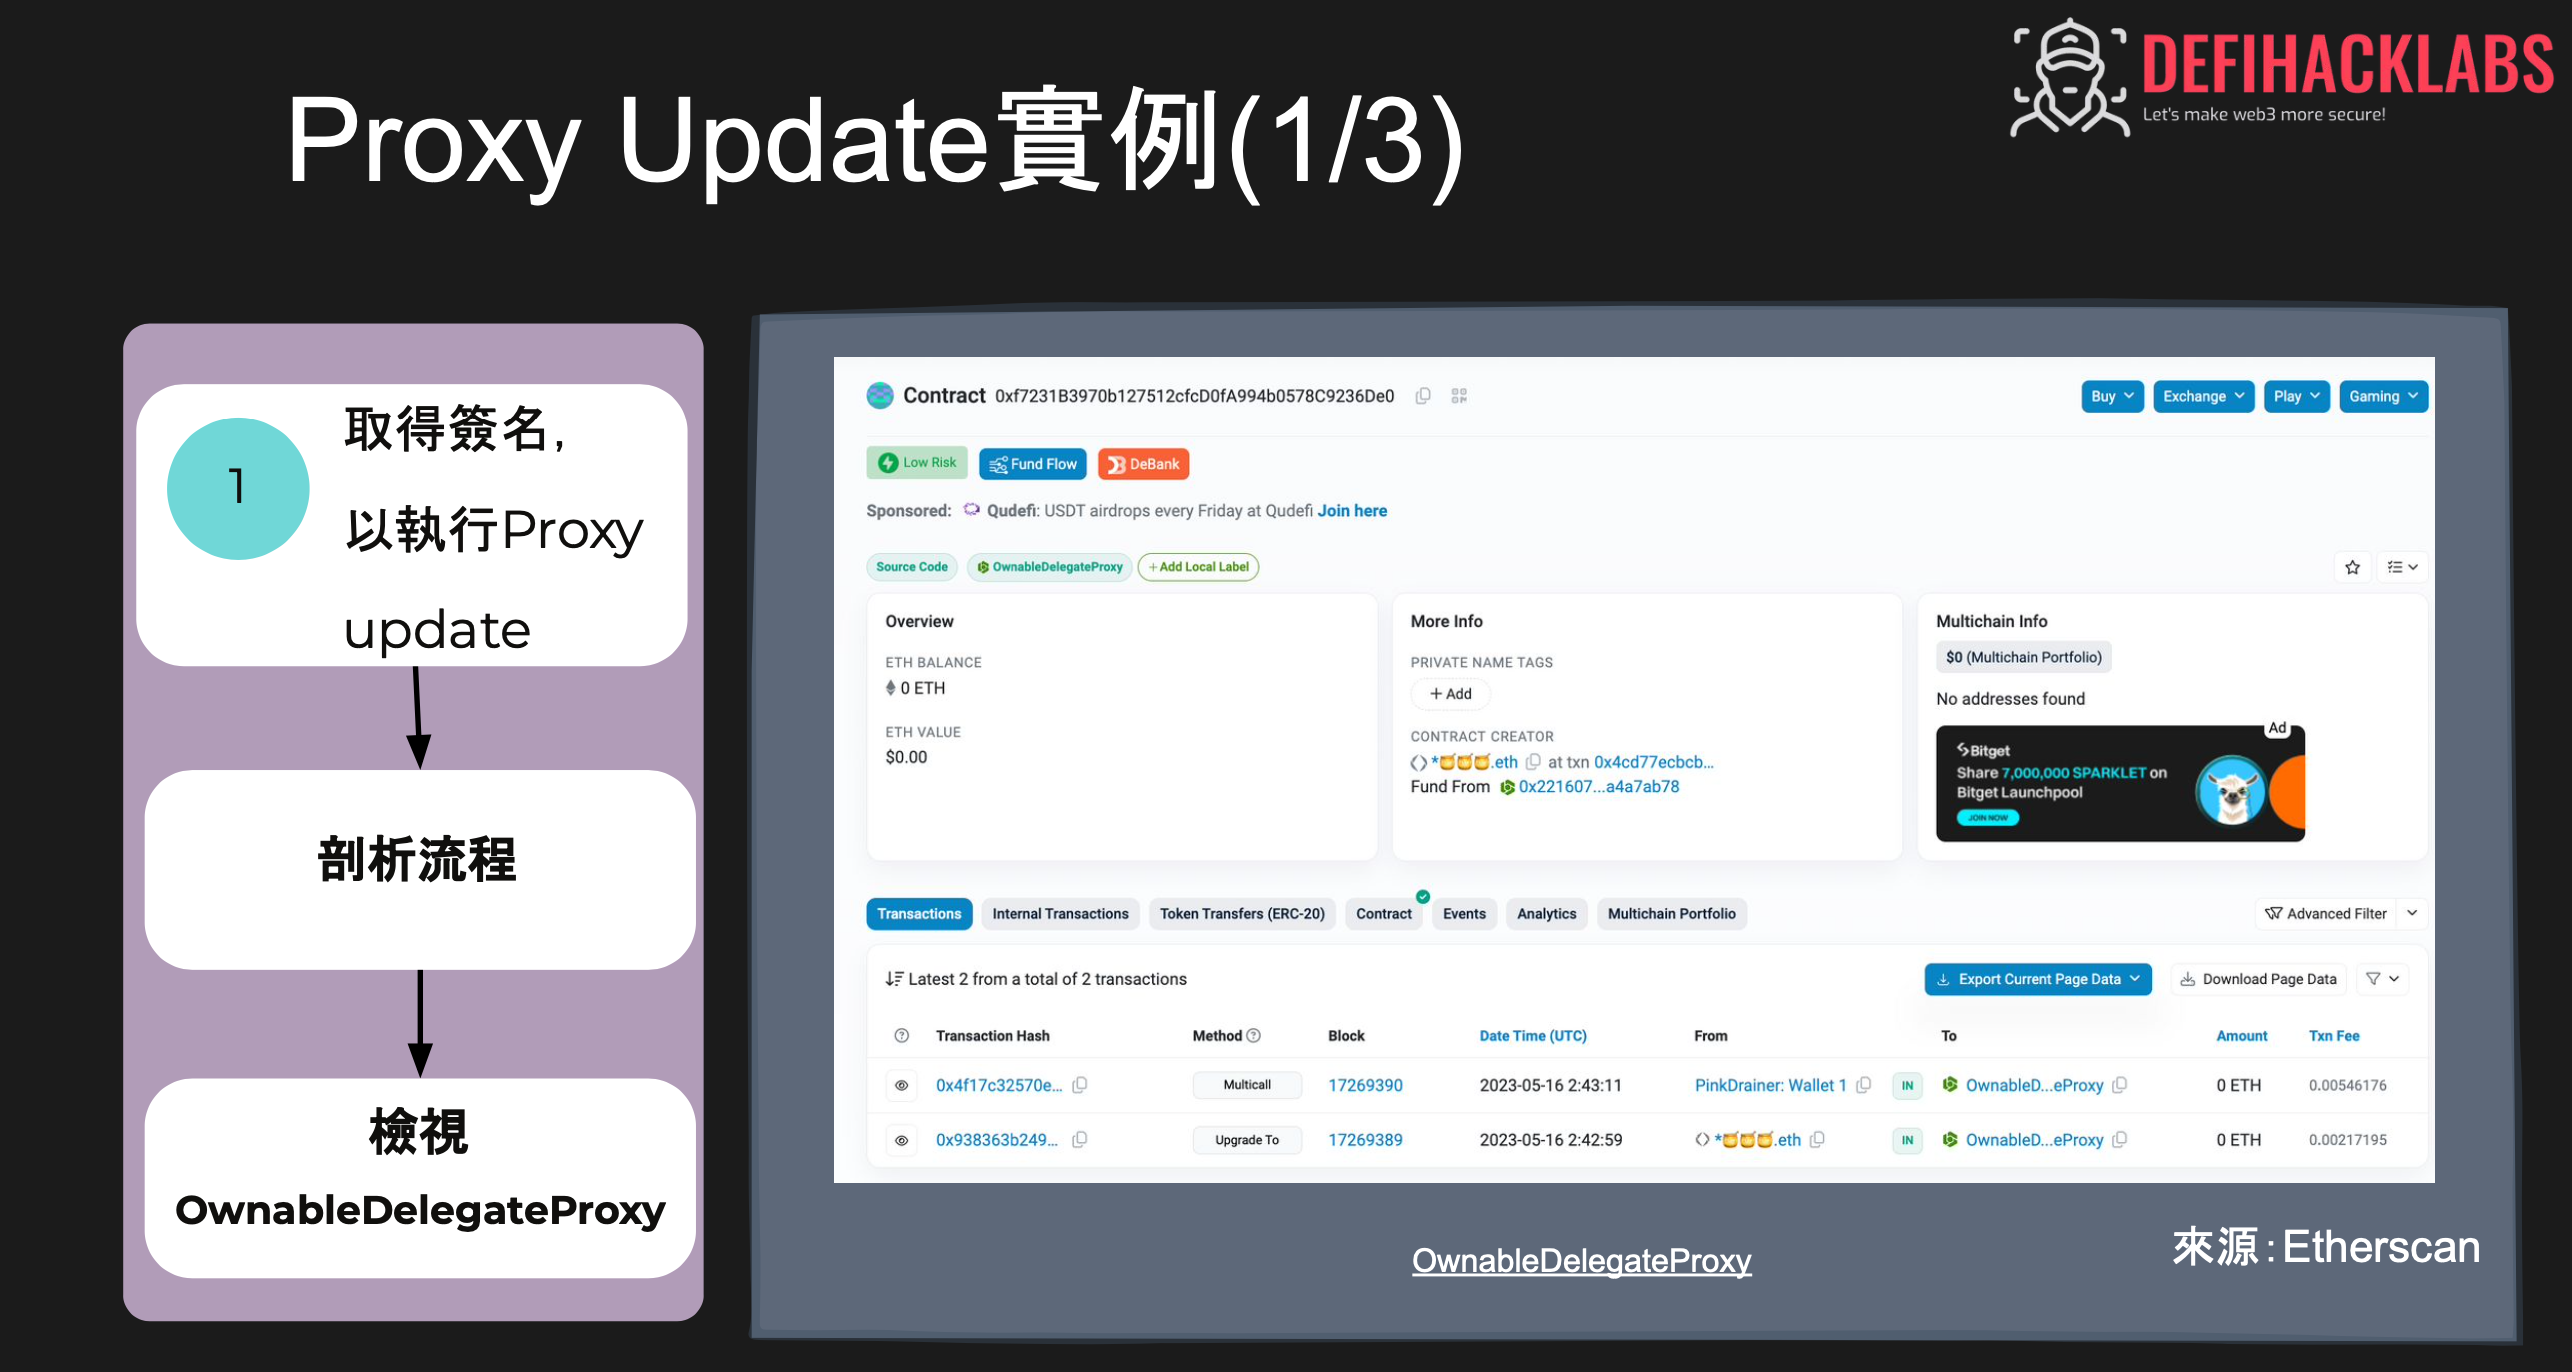 DEFIHACKLABS
Let's make web3 more secure!
Proxy Update實例(1/3)
1
取得簽名,
以執行Proxy
update
剖析流程
檢視
OwnableDelegateProxy
Contract 0xf7231B3970b127512cfcD0fA994b0578C9236De0
Buy Exchange Play Gaming
Low Risk Fund Flow DeBank
Sponsored: Qudefi: USDT airdrops every Friday at Qudefi Join here
Source Code OwnableDelegateProxy +Add Local Label
Overview
ETH BALANCE
0 ETH
ETH VALUE
$0.00
More Info
PRIVATE NAME TAGS
+ Add
CONTRACT CREATOR
*🍯🍯🍯.eth at txn 0x4cd77ecbcb...
Fund From 0x221607...a4a7ab78
Multichain Info
$0 (Multichain Portfolio)
No addresses found
Ad
Bitget
Share 7,000,000 SPARKLET on
Bitget Launchpool
JOIN NOW
Transactions Internal Transactions Token Transfers (ERC-20) Contract Events Analytics Multichain Portfolio Advanced Filter
Latest 2 from a total of 2 transactions Export Current Page Data Download Page Data
Transaction Hash Method Block Date Time (UTC) From To Amount Txn Fee
0x4f17c32570e... Multicall 17269390 2023-05-16 2:43:11 PinkDrainer: Wallet 1 IN OwnableD...eProxy 0 ETH 0.00546176
0x938363b249... Upgrade To 17269389 2023-05-16 2:42:59 *🍯🍯🍯.eth IN OwnableD...eProxy 0 ETH 0.00217195
OwnableDelegateProxy
來源：Etherscan